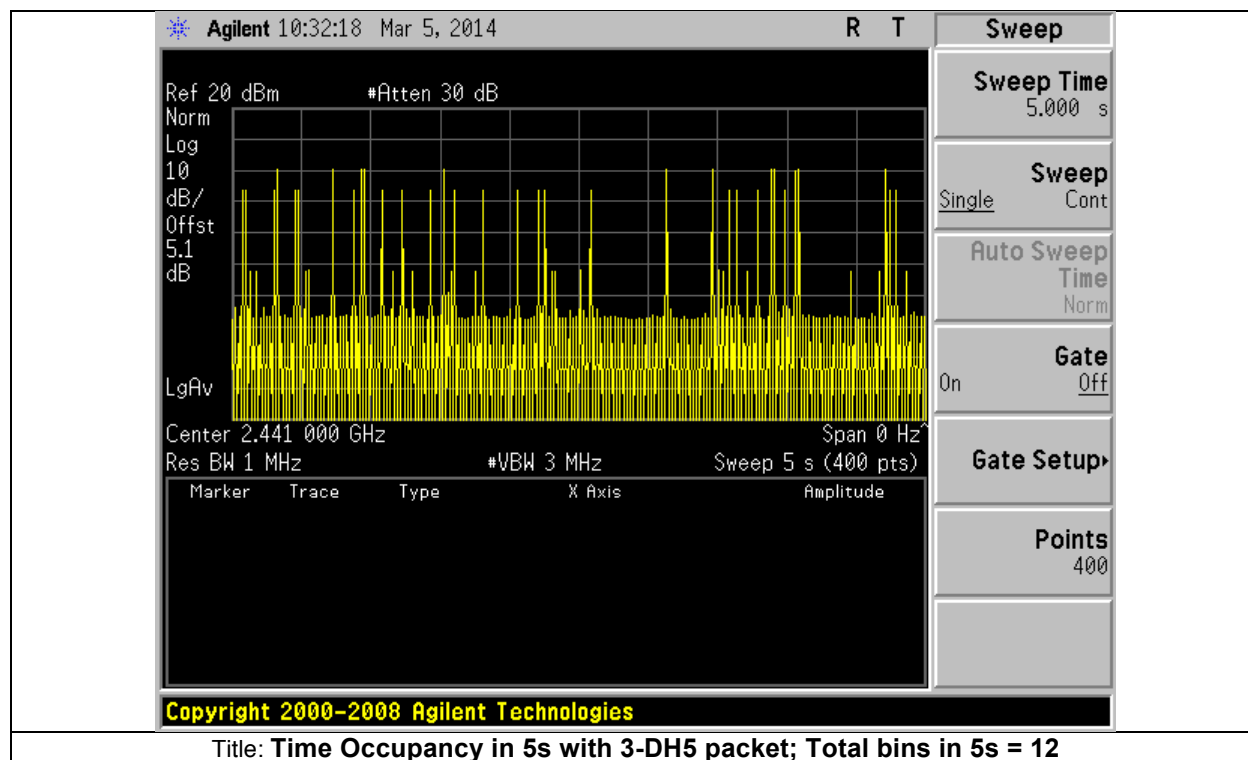 Agilent 10:32:18 Mar 5, 2014 R T
Ref 20 dBm #Atten 30 dB
Norm
Log
10
dB/
Offst
5.1
dB
LgAv
Center 2.441 000 GHz Span 0 Hz^
Res BW 1 MHz #VBW 3 MHz Sweep 5 s (400 pts)
Marker Trace Type X Axis Amplitude
Sweep
Sweep Time
5.000 s
Sweep
Single Cont
Auto Sweep
Time
Norm
Gate
On Off
Gate Setup▸
Points
400
Copyright 2000–2008 Agilent Technologies
Title: Time Occupancy in 5s with 3-DH5 packet; Total bins in 5s = 12